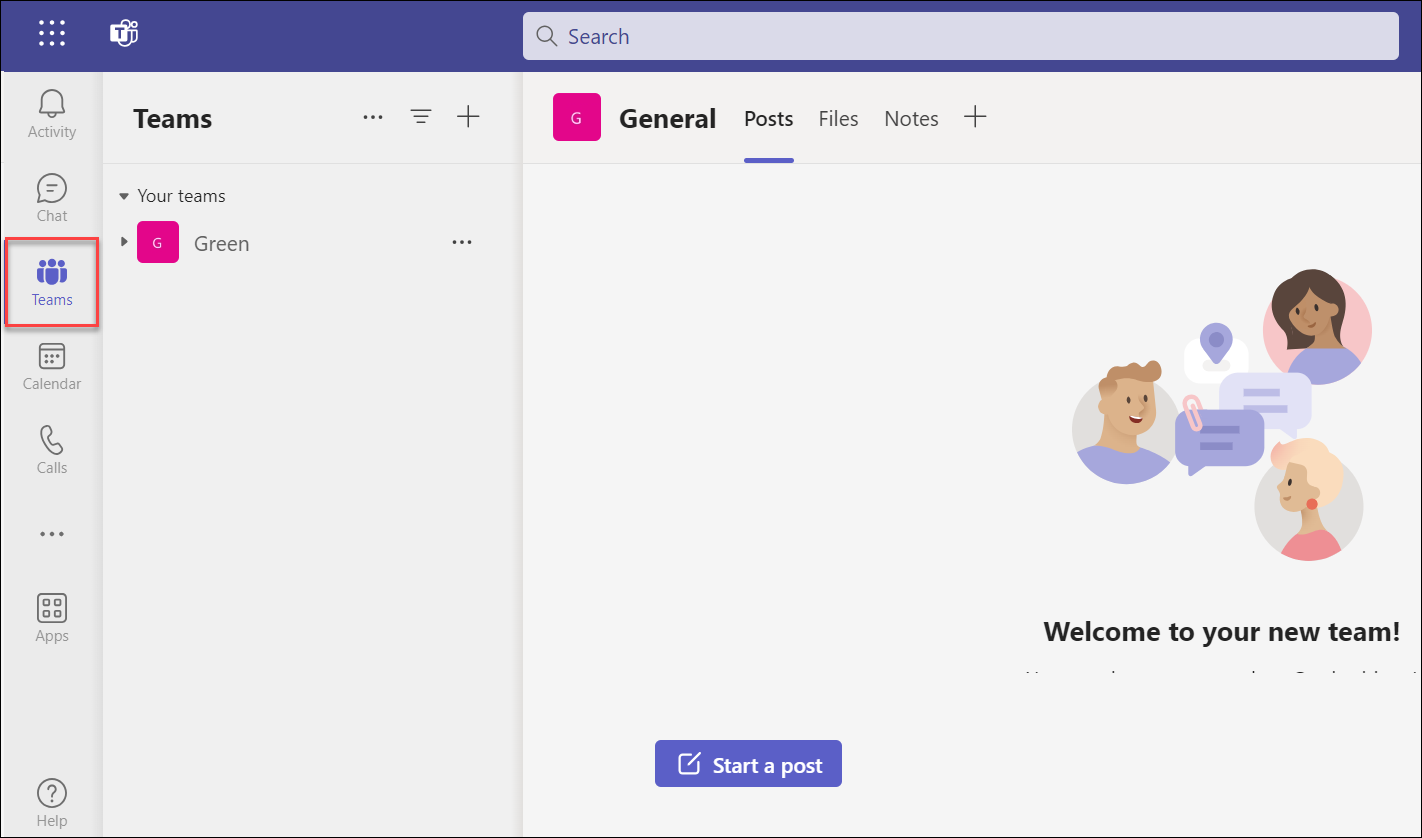 T
Search
Activity
Chat
Teams
Calendar
Calls
Apps
Help
Teams
Your teams
G
Green
G
General
Posts
Files
Notes
Welcome to your new team!
Start a post